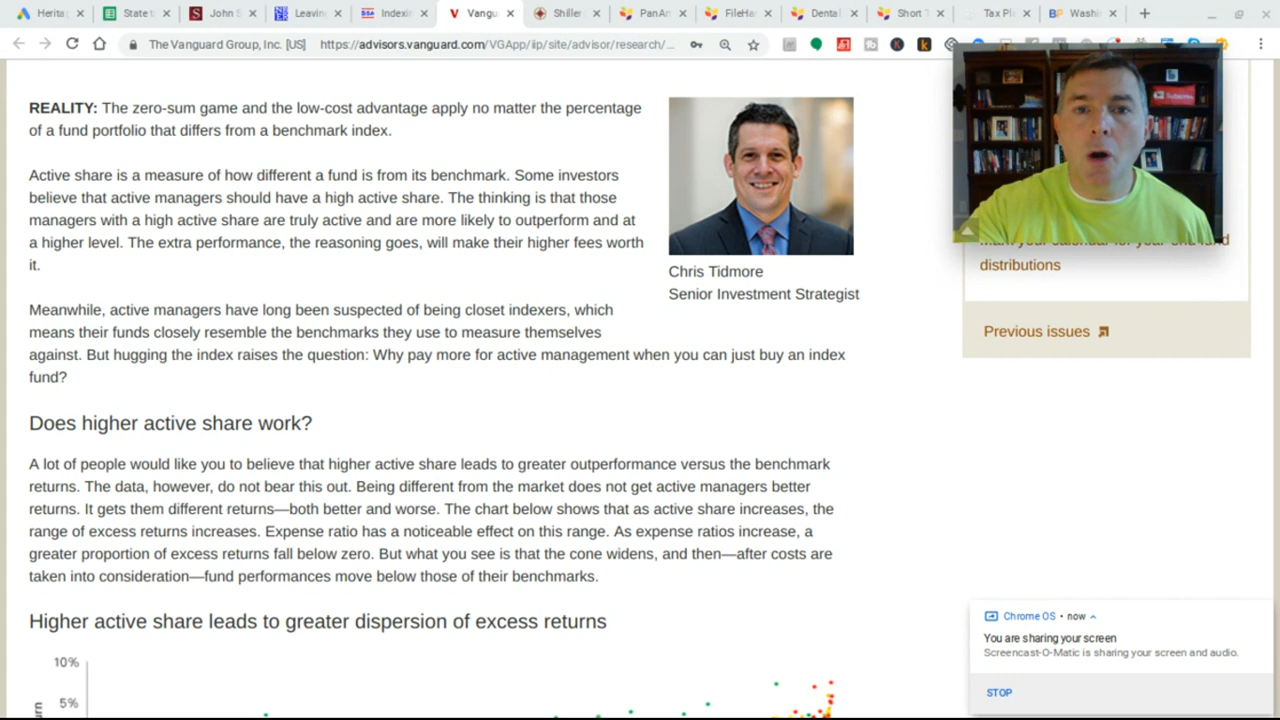 Heritag
State t
John S
Leavin
Indexin
Vangu
Shiller
PanAn
FileHa
Dental
Short T
Tax Pl
Washi
The Vanguard Group, Inc. [US]
https://advisors.vanguard.com/VGApp/iip/site/advisor/research/...
REALITY: The zero-sum game and the low-cost advantage apply no matter the percentage
of a fund portfolio that differs from a benchmark index.
Active share is a measure of how different a fund is from its benchmark. Some investors
believe that active managers should have a high active share. The thinking is that those
managers with a high active share are truly active and are more likely to outperform and at
a higher level. The extra performance, the reasoning goes, will make their higher fees worth
it.
Chris Tidmore
Senior Investment Strategist
Meanwhile, active managers have long been suspected of being closet indexers, which
means their funds closely resemble the benchmarks they use to measure themselves
against. But hugging the index raises the question: Why pay more for active management when you can just buy an index
fund?
Does higher active share work?
A lot of people would like you to believe that higher active share leads to greater outperformance versus the benchmark
returns. The data, however, do not bear this out. Being different from the market does not get active managers better
returns. It gets them different returns—both better and worse. The chart below shows that as active share increases, the
range of excess returns increases. Expense ratio has a noticeable effect on this range. As expense ratios increase, a
greater proportion of excess returns fall below zero. But what you see is that the cone widens, and then—after costs are
taken into consideration—fund performances move below those of their benchmarks.
Higher active share leads to greater dispersion of excess returns
10%
5%
distributions
Previous issues
Chrome OS • now
You are sharing your screen
Screencast-O-Matic is sharing your screen and audio.
STOP